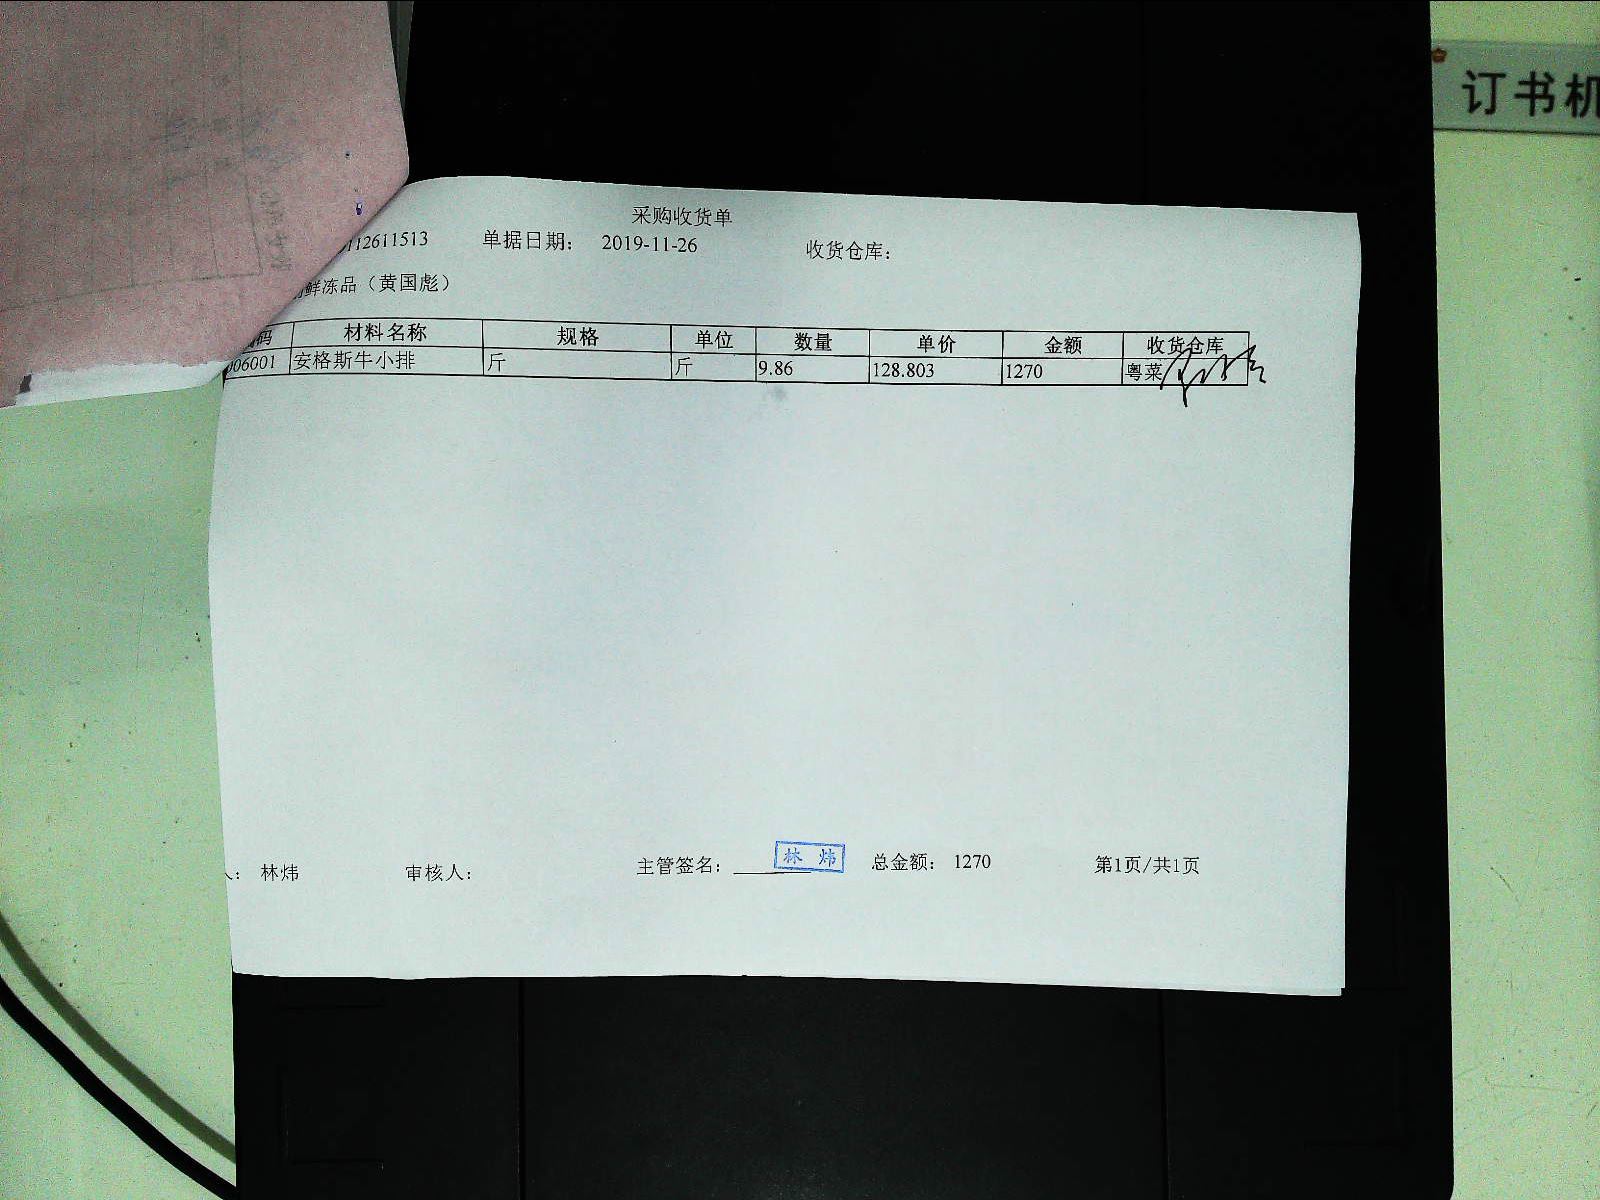 订书机
采购收货单
112611513 单据日期： 2019-11-26 收货仓库：
鲜冻品（黄国彪）
码 材料名称 规格 单位 数量 单价 金额 收货仓库
006001 安格斯牛小排 斤 斤 9.86 128.803 1270 粤菜
人： 林炜 审核人： 主管签名： 林炜 总金额： 1270 第1页/共1页